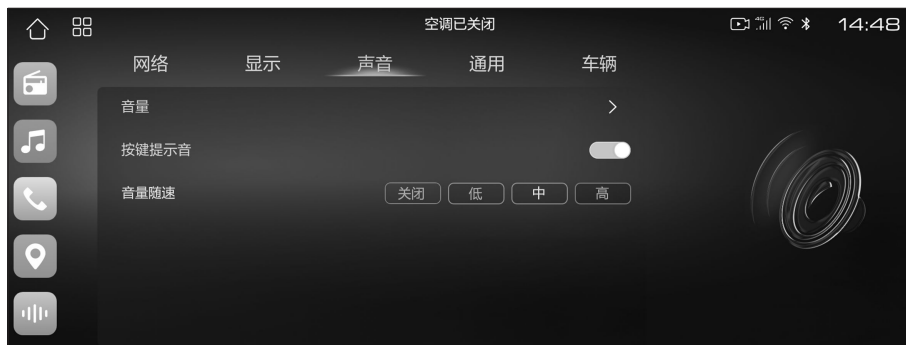 空调已关闭 4G 14:48
网络 显示 声音 通用 车辆
音量
按键提示音
音量随速 关闭 低 中 高